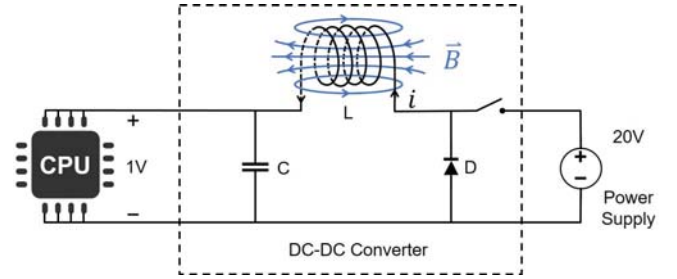 B
i
L
CPU
+
1V
−
C
D
20V
+
−
Power
Supply
DC-DC Converter